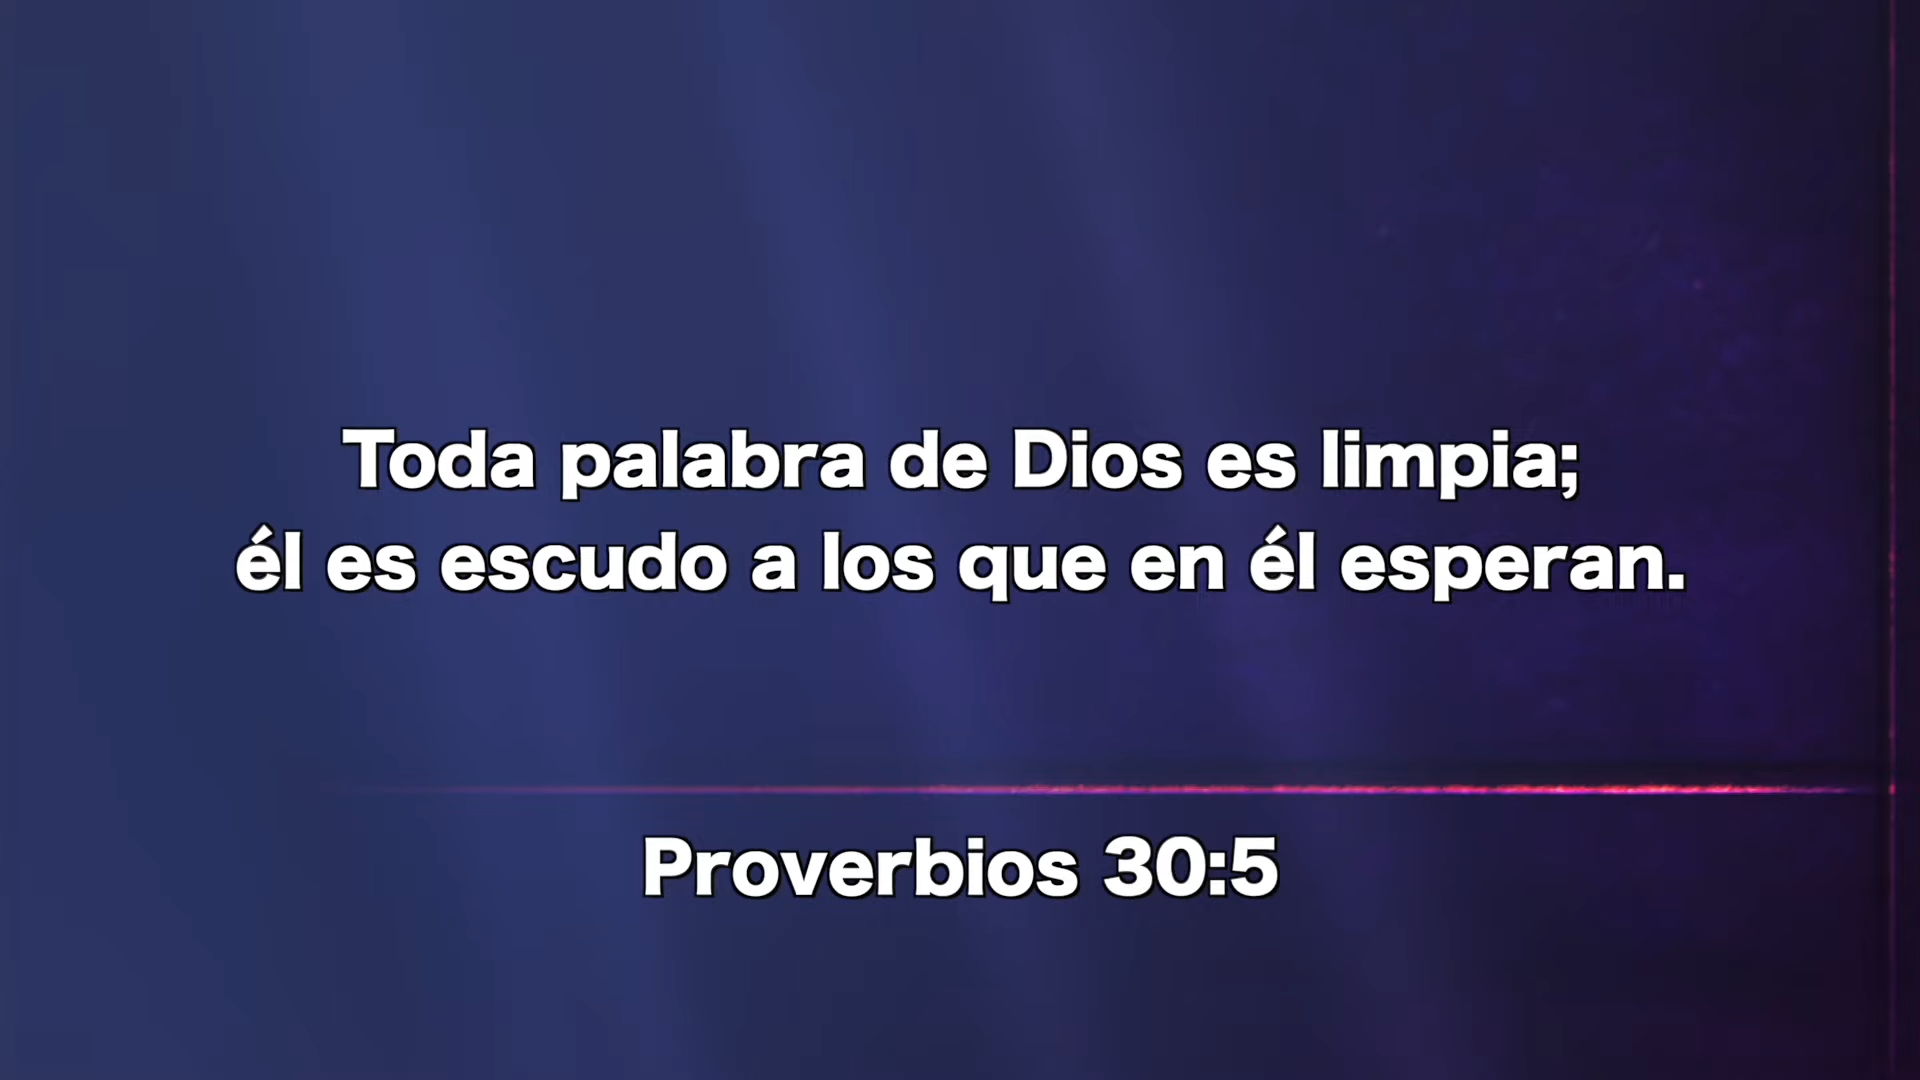 Toda palabra de Dios es limpia;
él es escudo a los que en él esperan.
Proverbios 30:5